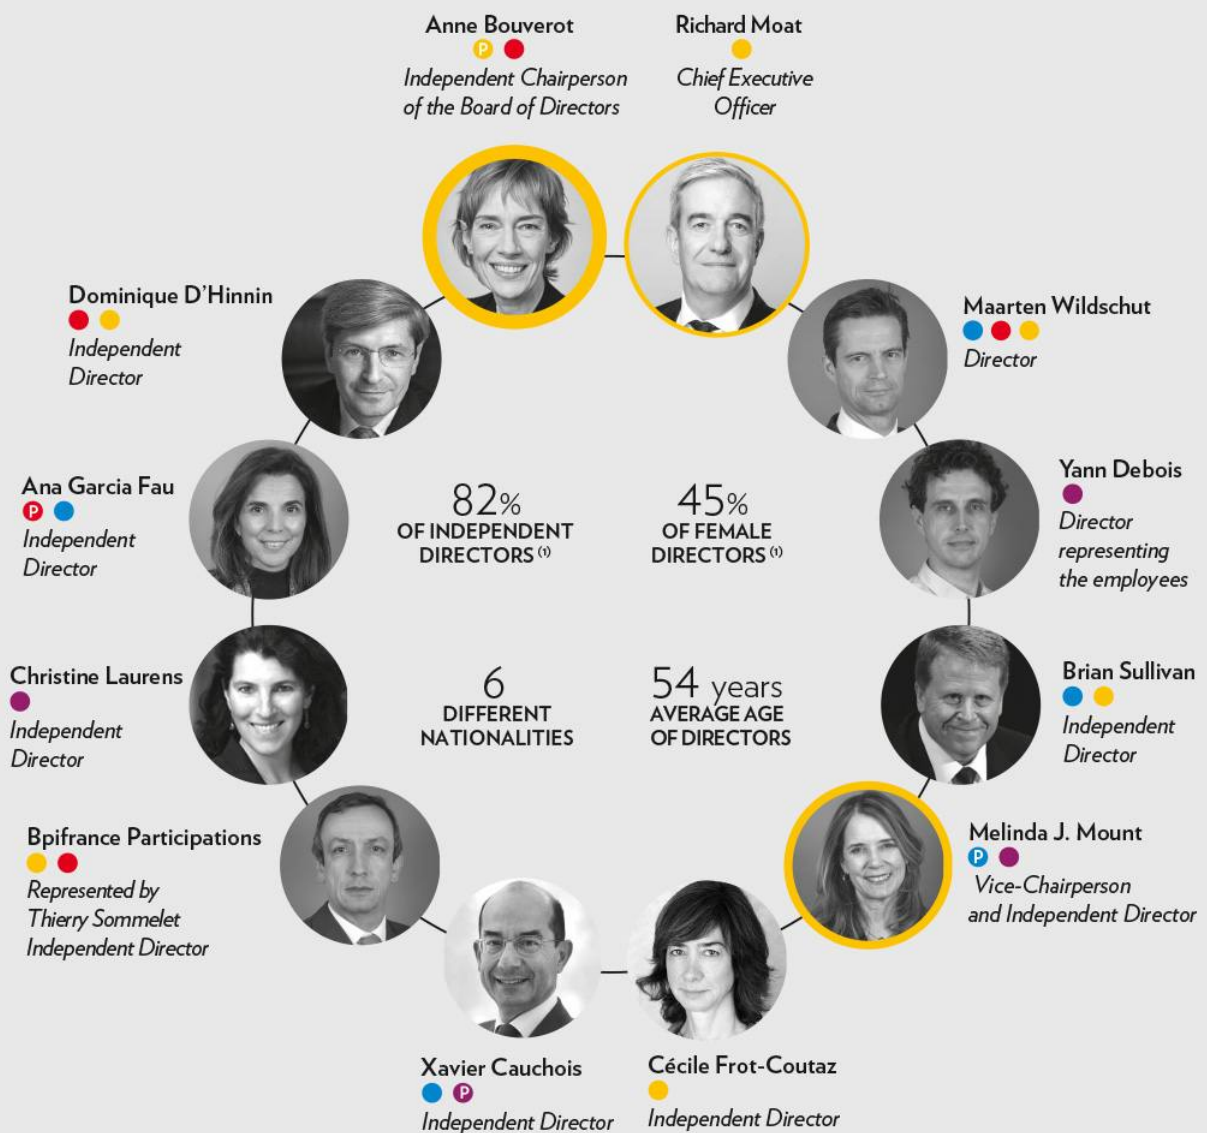 Anne Bouverot
P
Independent Chairperson
of the Board of Directors
Richard Moat
Chief Executive
Officer
Dominique D’Hinnin
Independent
Director
Maarten Wildschut
Director
Ana Garcia Fau
P
Independent
Director
82%
OF INDEPENDENT
DIRECTORS (1)
45%
OF FEMALE
DIRECTORS (1)
Yann Debois
Director
representing
the employees
Christine Laurens
Independent
Director
6
DIFFERENT
NATIONALITIES
54 years
AVERAGE AGE
OF DIRECTORS
Brian Sullivan
Independent
Director
Bpifrance Participations
Represented by
Thierry Sommelet
Independent Director
Melinda J. Mount
P
Vice-Chairperson
and Independent Director
Xavier Cauchois
P
Independent Director
Cécile Frot-Coutaz
Independent Director